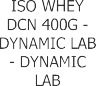 ISO WHEY
DCN 400G -
DYNAMIC LAB
- DYNAMIC
LAB